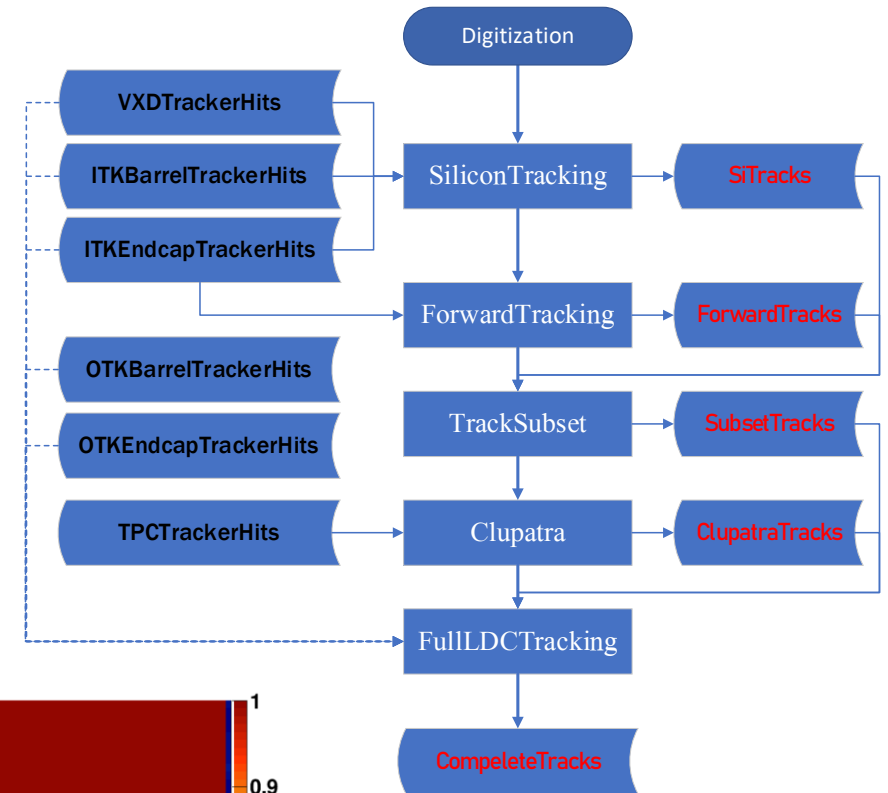 Digitization
VXDTrackerHits
ITKBarrelTrackerHits
SiliconTracking
SiTracks
ITKEndcapTrackerHits
ForwardTracking
ForwardTracks
OTKBarrelTrackerHits
TrackSubset
SubsetTracks
OTKEndcapTrackerHits
TPCTrackerHits
Clupatra
ClupatraTracks
FullLDCTracking
1
CompeleteTracks
0.9